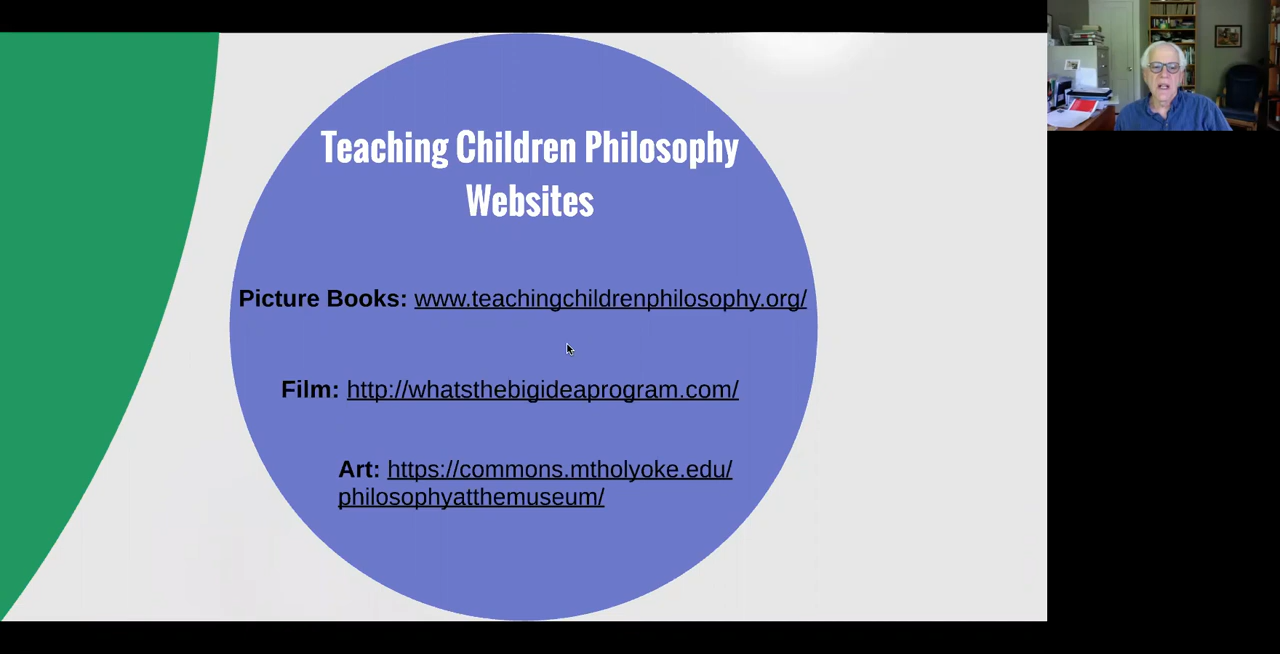 Teaching Children Philosophy
Websites
Picture Books: www.teachingchildrenphilosophy.org/
Film: http://whatsthebigideaprogram.com/
Art: https://commons.mtholyoke.edu/
philosophyatthemuseum/